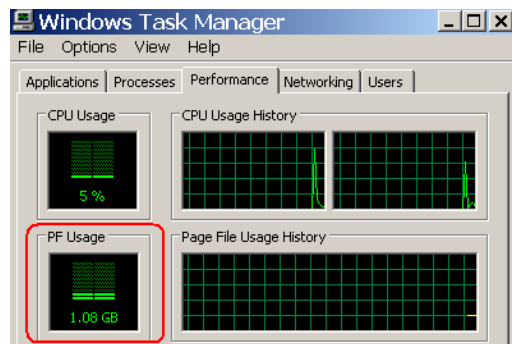 Windows Task Manager
File Options View Help
Applications Processes Performance Networking Users
CPU Usage CPU Usage History
5 %
PF Usage Page File Usage History
1.08 GB